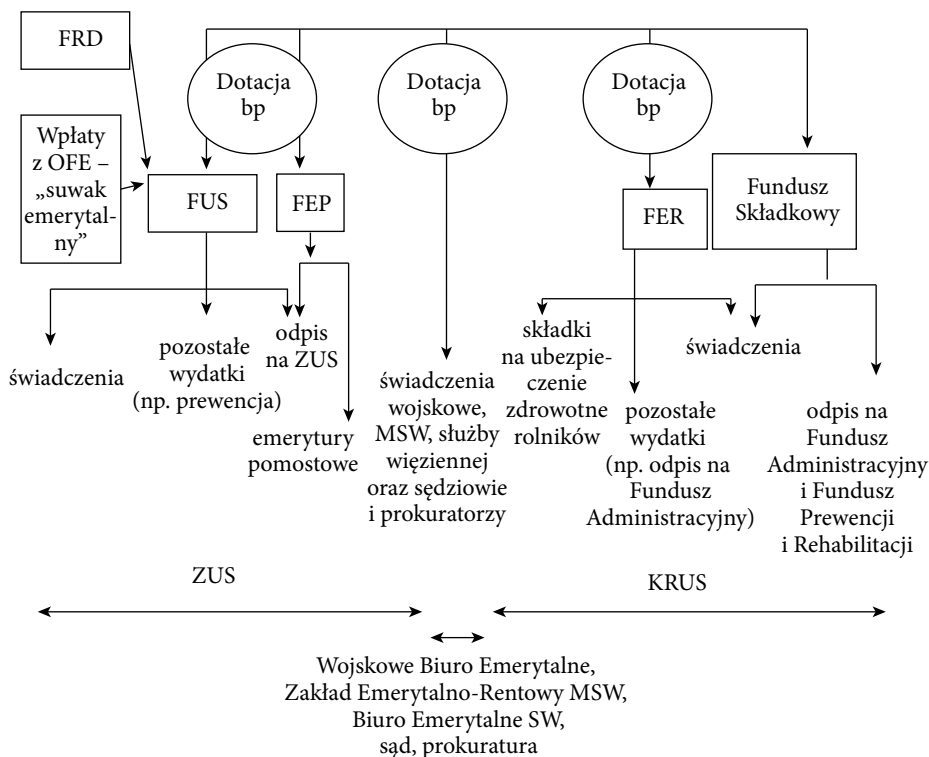 FRD
Dotacja
bp
Dotacja
bp
Dotacja
bp
Wpłaty
z OFE –
„suwak
emerytal-
ny”
FUS
FEP
FER
Fundusz
Składkowy
świadczenia
pozostałe
wydatki
(np. prewencja)
odpis
na ZUS
emerytury
pomostowe
świadczenia
wojskowe,
MSW, służby
więziennej
oraz sędziowie
i prokuratorzy
składki
na ubezpie-
czenie
zdrowotne
rolników
pozostałe
wydatki
(np. odpis na
Fundusz
Administracyjny)
świadczenia
odpis na
Fundusz
Administracyjny
i Fundusz
Prewencji
i Rehabilitacji
ZUS
KRUS
Wojskowe Biuro Emerytalne,
Zakład Emerytalno-Rentowy MSW,
Biuro Emerytalne SW,
sąd, prokuratura